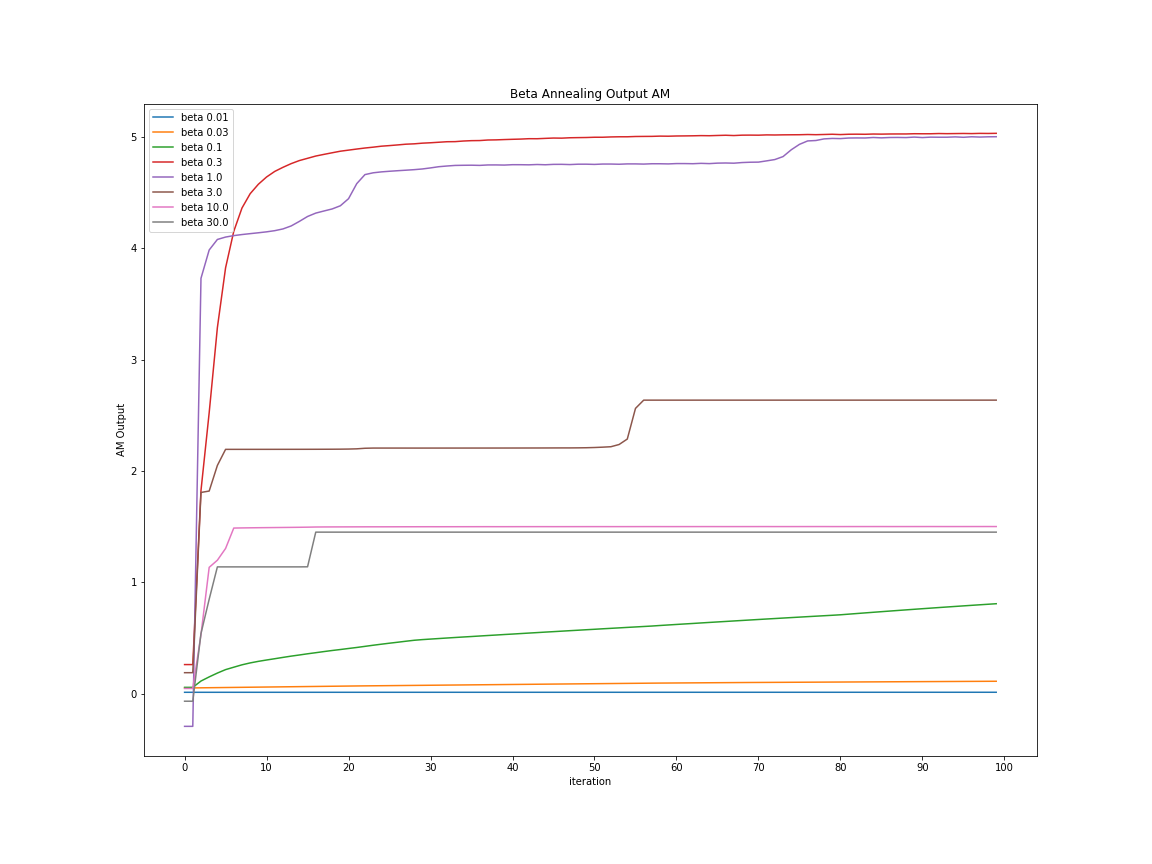 Beta Annealing Output AM
beta 0.01
beta 0.03
beta 0.1
beta 0.3
beta 1.0
beta 3.0
beta 10.0
beta 30.0
AM Output
5
4
3
2
1
0
0 10 20 30 40 50 60 70 80 90 100
iteration